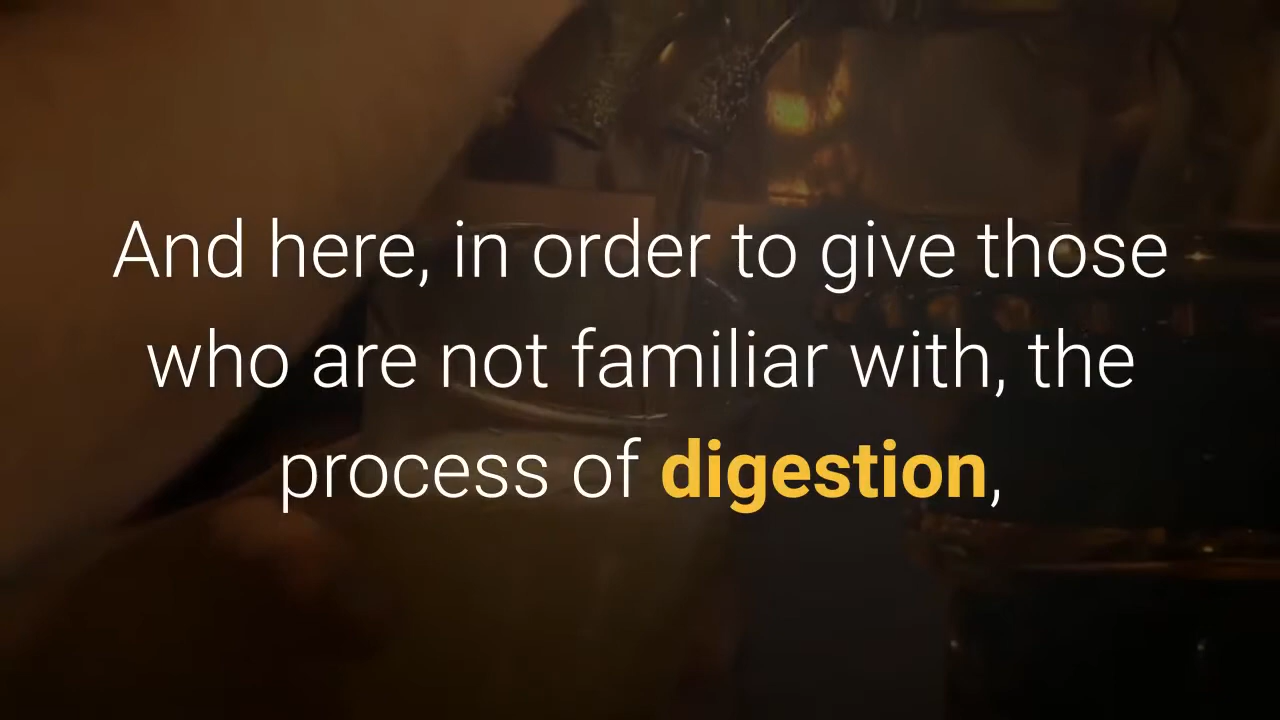 And here, in order to give those
who are not familiar with, the
process of digestion,